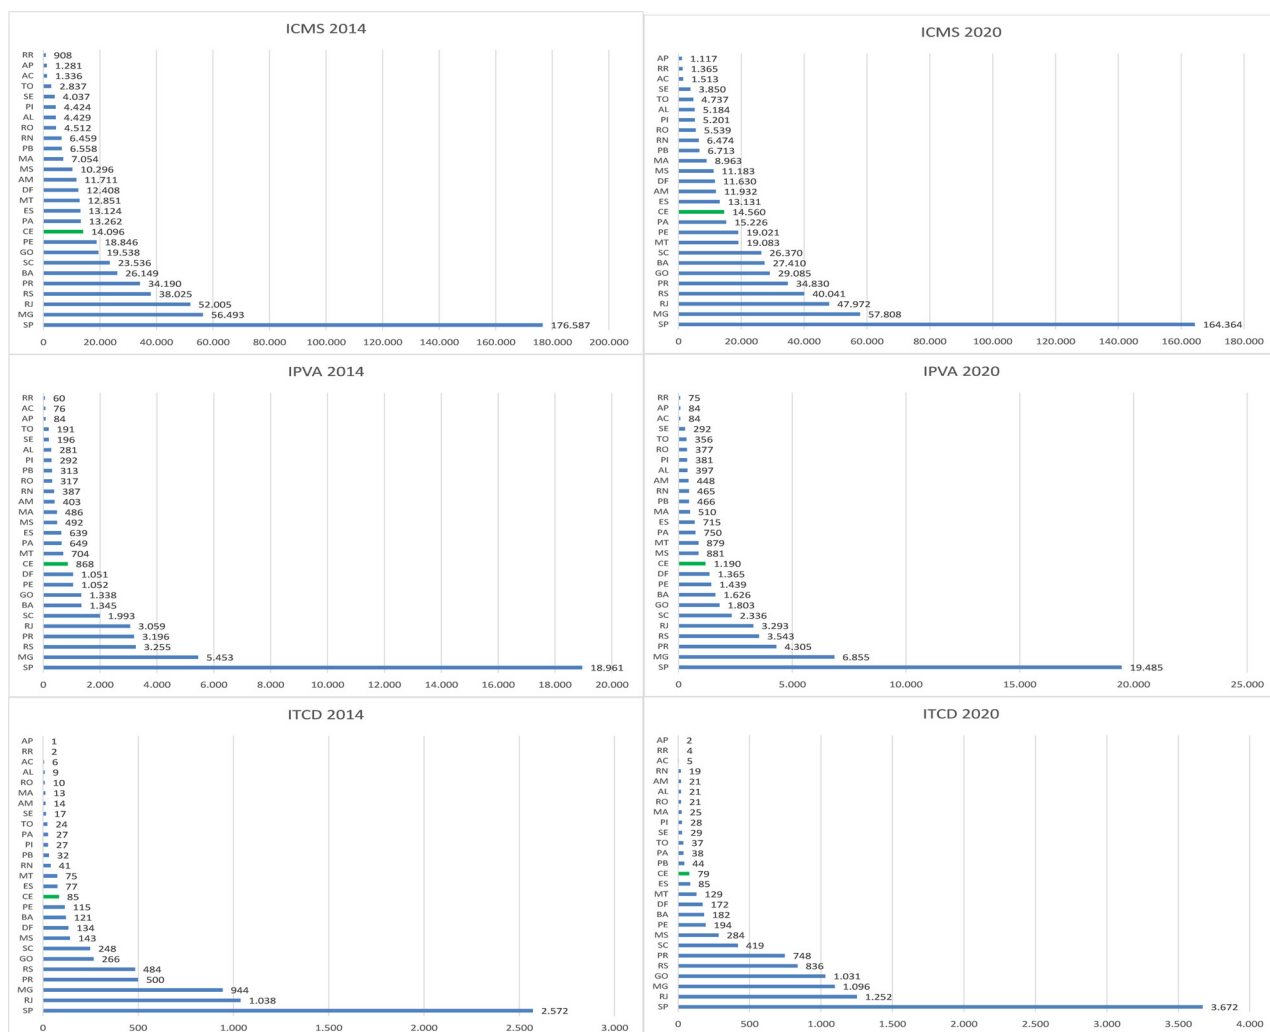 ICMS 2014
RR 908
AP 1.281
AC 1.336
TO 2.837
SE 4.037
PI 4.424
AL 4.429
RO 4.512
RN 6.459
PB 6.558
MA 7.054
MS 10.296
AM 11.711
DF 12.408
MT 12.851
ES 13.124
PA 13.262
CE 14.096
PE 18.846
GO 19.538
SC 23.536
BA 26.149
PR 34.190
RS 38.025
RJ 52.005
MG 56.493
SP 176.587
0 20.000 40.000 60.000 80.000 100.000 120.000 140.000 160.000 180.000 200.000
ICMS 2020
AP 1.117
RR 1.365
AC 1.513
SE 3.850
TO 4.737
AL 5.184
PI 5.201
RO 5.539
RN 6.474
PB 6.713
MA 8.963
MS 11.183
DF 11.630
AM 11.932
ES 13.131
CE 14.560
PA 15.226
PE 19.021
MT 19.083
SC 26.370
BA 27.410
GO 29.085
PR 34.830
RS 40.041
RJ 47.972
MG 57.808
SP 164.364
0 20.000 40.000 60.000 80.000 100.000 120.000 140.000 160.000 180.000
IPVA 2014
RR 60
AC 76
AP 84
TO 191
SE 196
AL 281
PI 292
PB 313
RO 317
RN 387
AM 403
MA 486
MS 492
ES 639
PA 649
MT 704
CE 868
DF 1.051
PE 1.052
GO 1.338
BA 1.345
SC 1.993
RJ 3.059
PR 3.196
RS 3.255
MG 5.453
SP 18.961
0 2.000 4.000 6.000 8.000 10.000 12.000 14.000 16.000 18.000 20.000
IPVA 2020
RR 75
AP 84
AC 84
SE 292
TO 356
RO 377
PI 381
AL 397
AM 448
RN 465
PB 466
MA 510
ES 715
PA 750
MT 879
MS 881
CE 1.190
DF 1.365
PE 1.439
BA 1.626
GO 1.803
SC 2.336
RJ 3.293
RS 3.543
PR 4.305
MG 6.855
SP 19.485
0 5.000 10.000 15.000 20.000 25.000
ITCD 2014
AP 1
RR 2
AC 6
AL 9
RO 10
MA 13
AM 14
SE 17
TO 24
PA 27
PI 27
PB 32
RN 41
MT 75
ES 77
CE 85
PE 115
BA 121
DF 134
MS 143
SC 248
GO 266
RS 484
PR 500
MG 944
RJ 1.038
SP 2.572
0 500 1.000 1.500 2.000 2.500 3.000
ITCD 2020
AP 2
RR 4
AC 5
RN 19
AM 21
AL 21
RO 21
MA 25
PI 28
SE 29
TO 37
PA 38
PB 44
CE 79
ES 85
MT 129
DF 172
BA 182
PE 194
MS 284
SC 419
PR 748
RS 836
GO 1.031
MG 1.096
RJ 1.252
SP 3.672
0 500 1.000 1.500 2.000 2.500 3.000 3.500 4.000